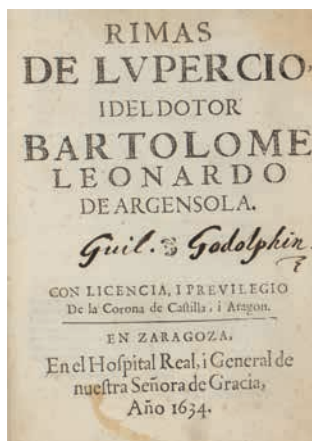 RIMAS
DE LVPERCIO,
I DEL DOTOR
BARTOLOME
LEONARDO
DE ARGENSOLA.
Guil. Godolphin.
CON LICENCIA, I PREVILEGIO
De la Corona de Castilla, i Aragon.
EN ZARAGOZA,
En el Hospital Real, i General de
nuestra Señora de Gracia,
Año 1634.